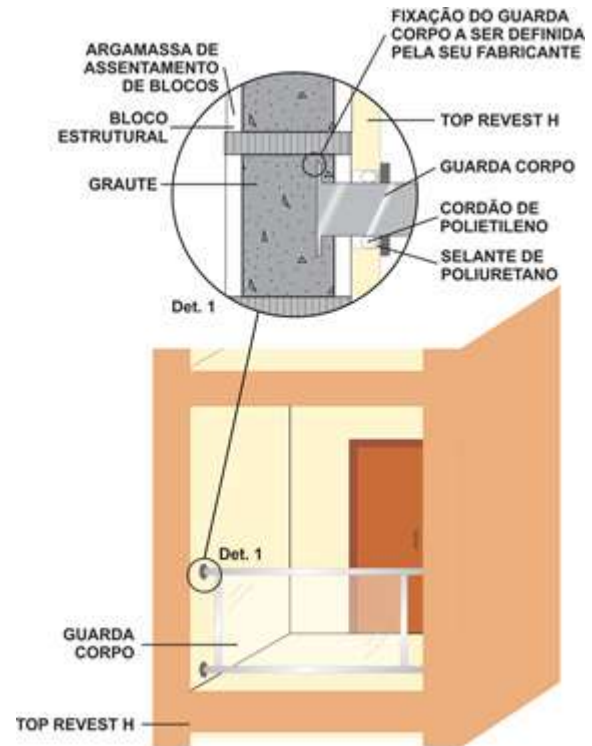 FIXAÇÃO DO GUARDA
CORPO A SER DEFINIDA
PELA SEU FABRICANTE
ARGAMASSA DE
ASSENTAMENTO
DE BLOCOS
BLOCO
ESTRUTURAL
GRAUTE
TOP REVEST H
GUARDA CORPO
CORDÃO DE
POLIETILENO
SELANTE DE
POLIURETANO
Det. 1
Det. 1
GUARDA
CORPO
TOP REVEST H